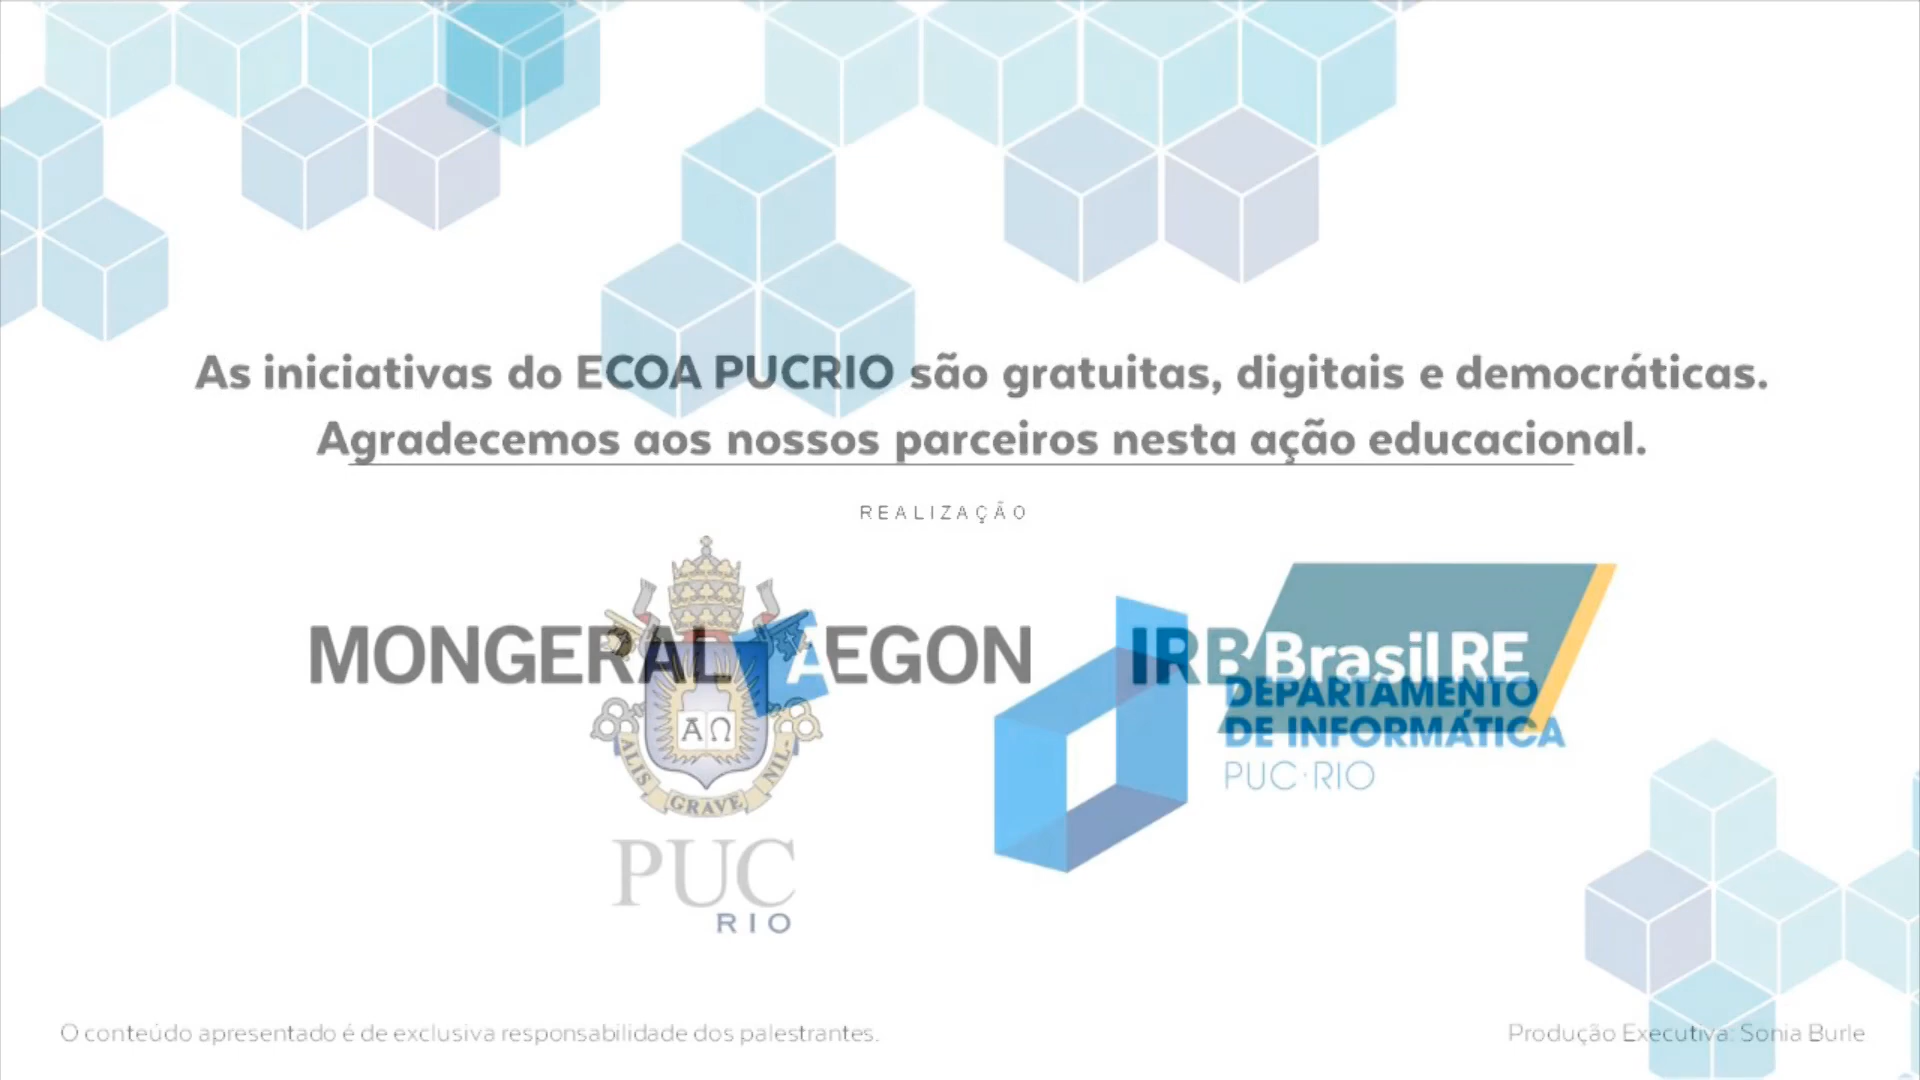 As iniciativas do ECOA PUCRIO são gratuitas, digitais e democráticas.
Agradecemos aos nossos parceiros nesta ação educacional.
REALIZAÇÃO
MONGERAL AEGON
IRB Brasil RE
DEPARTAMENTO
DE INFORMÁTICA
PUC·RIO
ΑΩ
ALIS
GRAVE
NIL
PUC
RIO
O conteúdo apresentado é de exclusiva responsabilidade dos palestrantes.
Produção Executiva: Sonia Burle